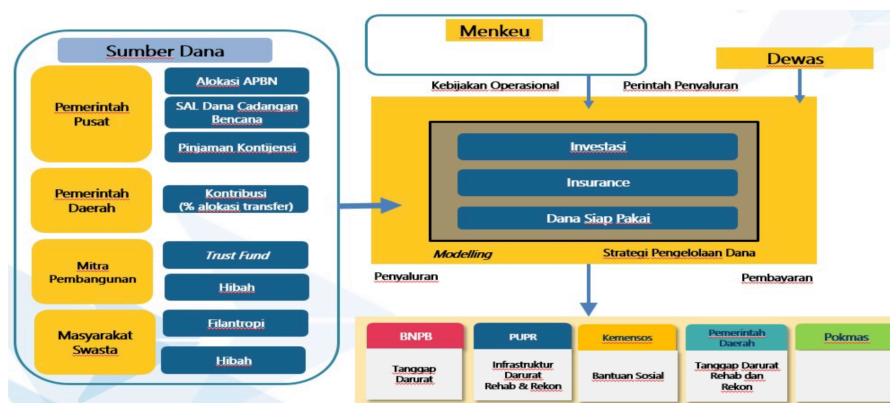 Sumber Dana
Pemerintah
Pusat
Alokasi APBN
SAL Dana Cadangan
Bencana
Pinjaman Kontijensi
Pemerintah
Daerah
Kontribusi
(% alokasi transfer)
Mitra
Pembangunan
Trust Fund
Hibah
Masyarakat
Swasta
Filantropi
Hibah
Menkeu
Dewas
Kebijakan Operasional
Perintah Penyaluran
Investasi
Insurance
Dana Siap Pakai
Modelling
Strategi Pengelolaan Dana
Penyaluran
Pembayaran
BNPB
Tanggap
Darurat
PUPR
Infrastruktur
Darurat
Rehab & Rekon
Kemensos
Bantuan Sosial
Pemerintah
Daerah
Tanggap Darurat
Rehab dan
Rekon
Pokmas